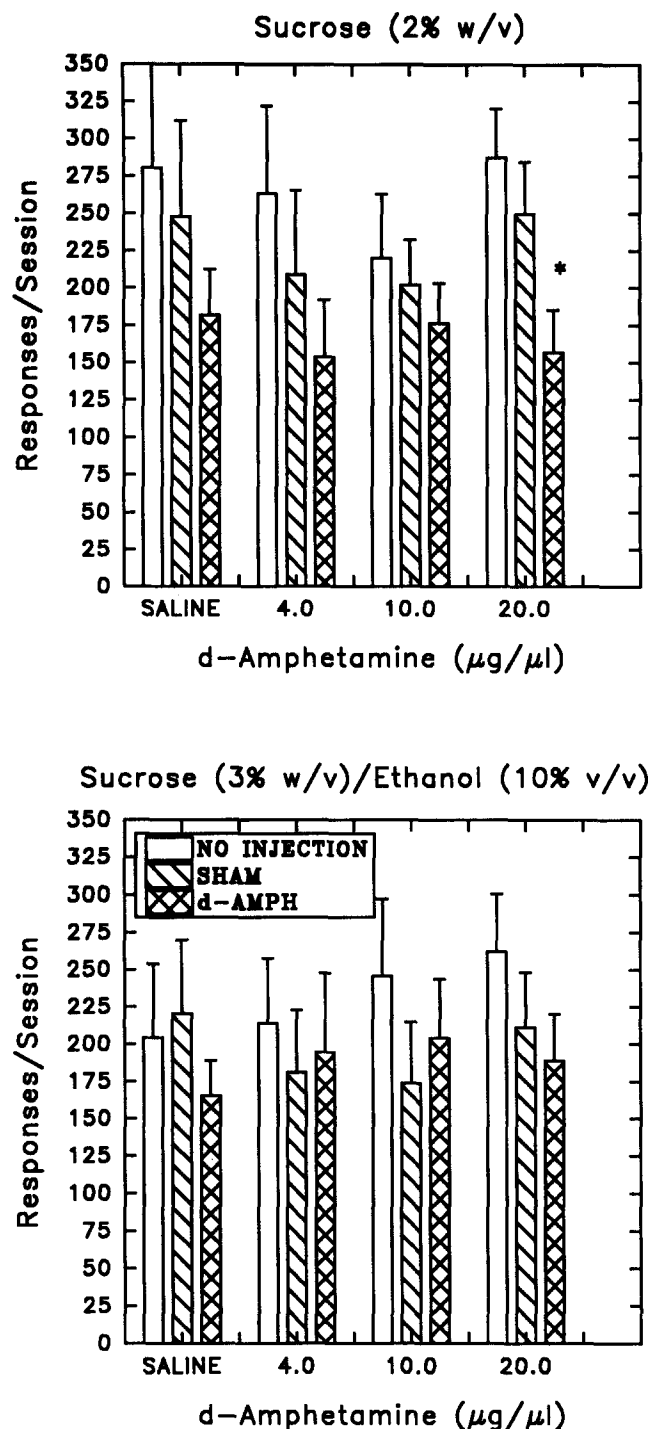 Sucrose (2% w/v)
350
325
300
275
250
225
200
175
150
125
100
75
50
25
0
Responses/Session
*
SALINE 4.0 10.0 20.0
d-Amphetamine (μg/μl)
Sucrose (3% w/v)/Ethanol (10% v/v)
350
325
300
275
250
225
200
175
150
125
100
75
50
25
0
Responses/Session
NO INJECTION
SHAM
d-AMPH
SALINE 4.0 10.0 20.0
d-Amphetamine (μg/μl)